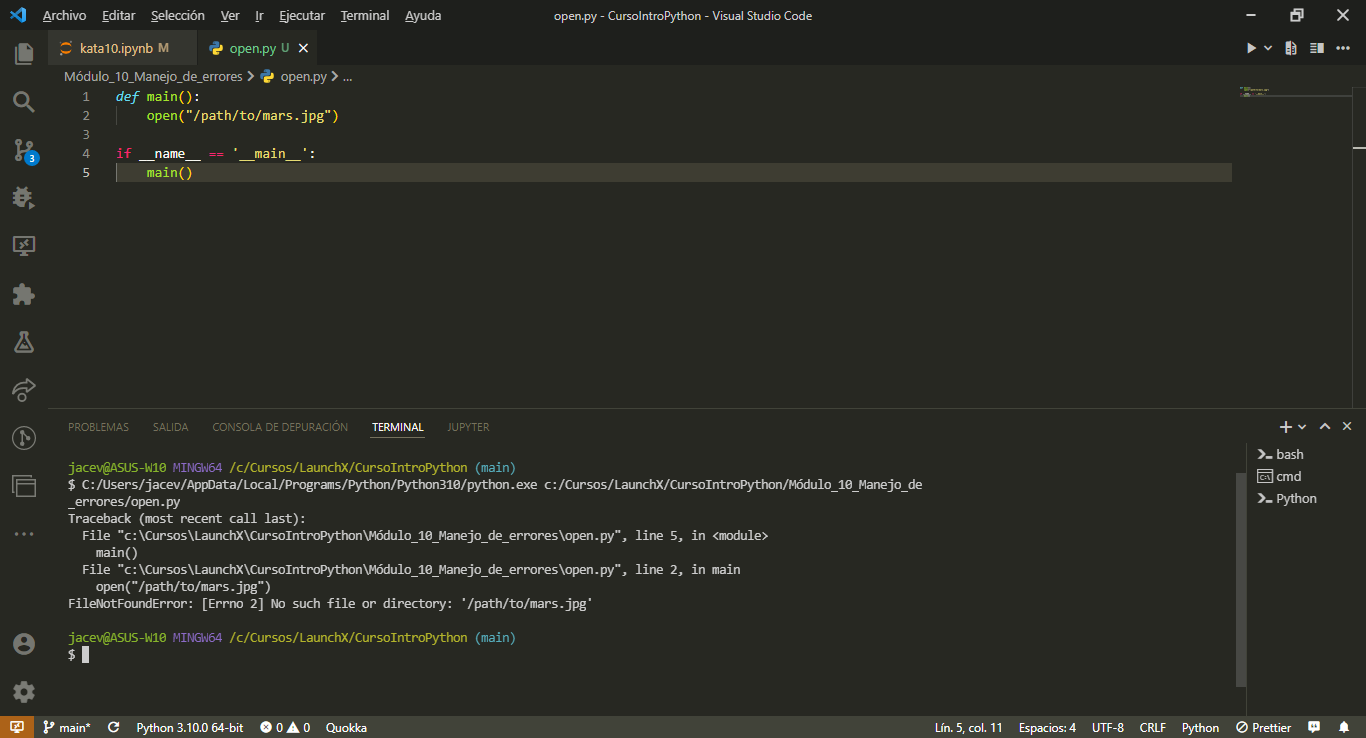 Archivo Editar Selección Ver Ir Ejecutar Terminal Ayuda open.py - CursoIntroPython - Visual Studio Code
kata10.ipynb M open.py U
Módulo_10_Manejo_de_errores > open.py > ...
1 def main():
2     open("/path/to/mars.jpg")
3
4 if __name__ == '__main__':
5     main()
3
PROBLEMAS SALIDA CONSOLA DE DEPURACIÓN TERMINAL JUPYTER
jacev@ASUS-W10 MINGW64 /c/Cursos/LaunchX/CursoIntroPython (main)
$ C:/Users/jacev/AppData/Local/Programs/Python/Python310/python.exe c:/Cursos/LaunchX/CursoIntroPython/Módulo_10_Manejo_de
_errores/open.py
Traceback (most recent call last):
  File "c:\Cursos\LaunchX\CursoIntroPython\Módulo_10_Manejo_de_errores\open.py", line 5, in <module>
    main()
  File "c:\Cursos\LaunchX\CursoIntroPython\Módulo_10_Manejo_de_errores\open.py", line 2, in main
    open("/path/to/mars.jpg")
FileNotFoundError: [Errno 2] No such file or directory: '/path/to/mars.jpg'
jacev@ASUS-W10 MINGW64 /c/Cursos/LaunchX/CursoIntroPython (main)
$
bash
cmd
Python
main* Python 3.10.0 64-bit 0 0 Quokka Lín. 5, col. 11 Espacios: 4 UTF-8 CRLF Python Prettier